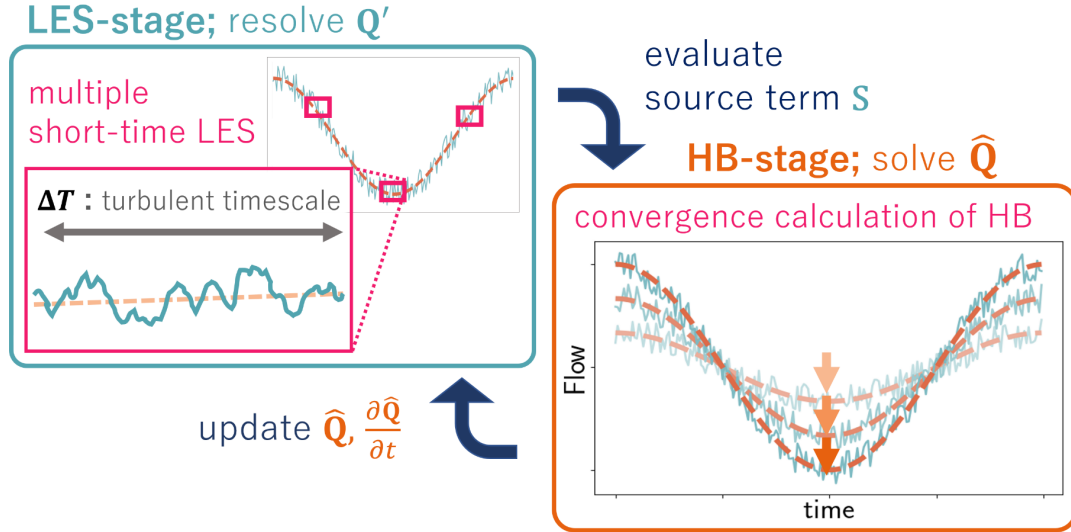 LES-stage; resolve Q′
multiple
short-time LES
ΔT : turbulent timescale
evaluate
source term S
HB-stage; solve Q̂
convergence calculation of HB
Flow
time
update Q̂, ∂Q̂/∂t